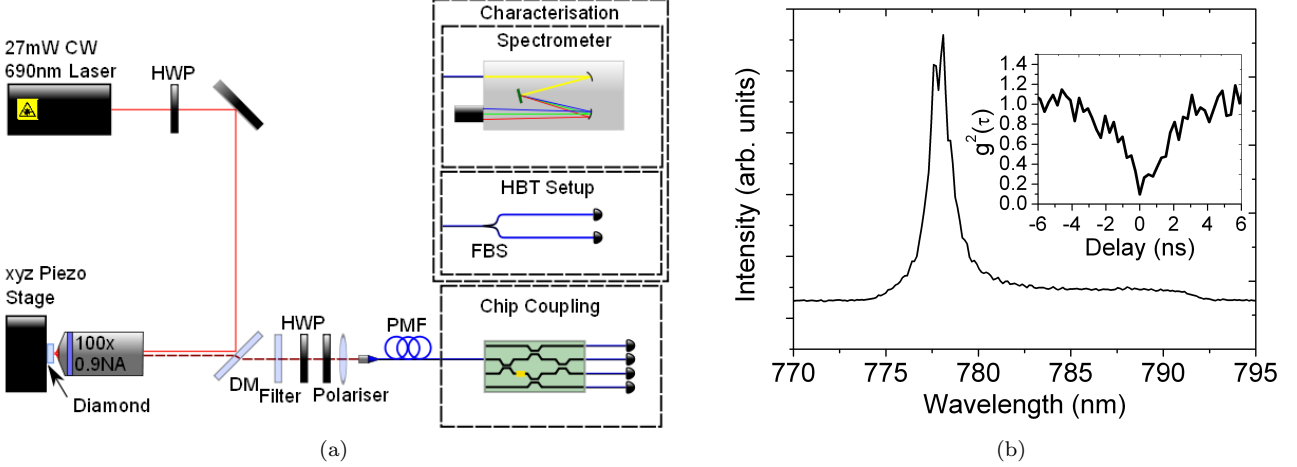 Characterisation
Spectrometer
27mW CW
690nm Laser
HWP
HBT Setup
FBS
xyz Piezo
Stage
100x
0.9NA
Diamond
DM
Filter
HWP
Polariser
PMF
Chip Coupling
(a)
Intensity (arb. units)
770 775 780 785 790 795
Wavelength (nm)
g²(τ)
1.4
1.2
1.0
0.8
0.6
0.4
0.2
0.0
-6 -4 -2 0 2 4 6
Delay (ns)
(b)